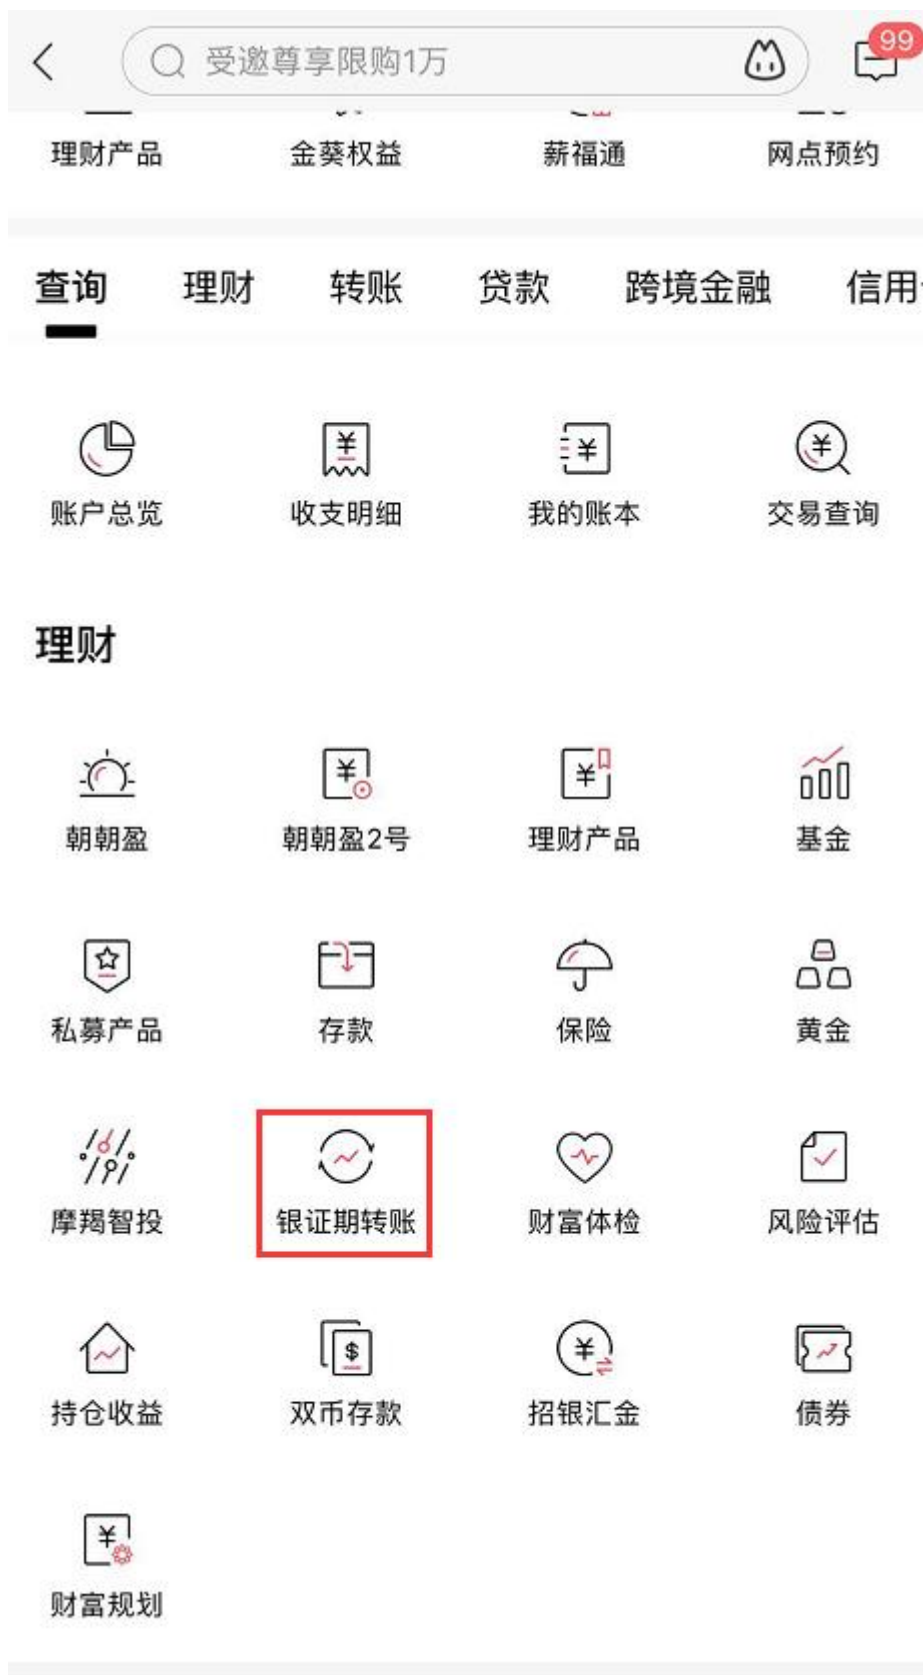 受邀尊享限购1万
99
理财产品 金葵权益 薪福通 网点预约
查询 理财 转账 贷款 跨境金融 信用
账户总览 收支明细 我的账本 交易查询
理财
朝朝盈 朝朝盈2号 理财产品 基金
私募产品 存款 保险 黄金
摩羯智投 银证期转账 财富体检 风险评估
持仓收益 双币存款 招银汇金 债券
财富规划